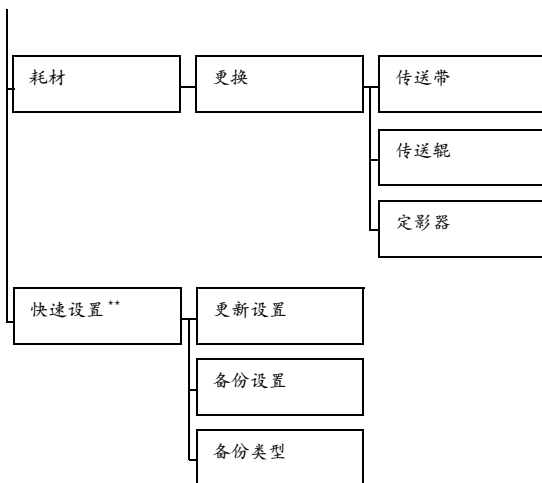 耗材
更换
传送带
传送辊
定影器
快速设置**
更新设置
备份设置
备份类型